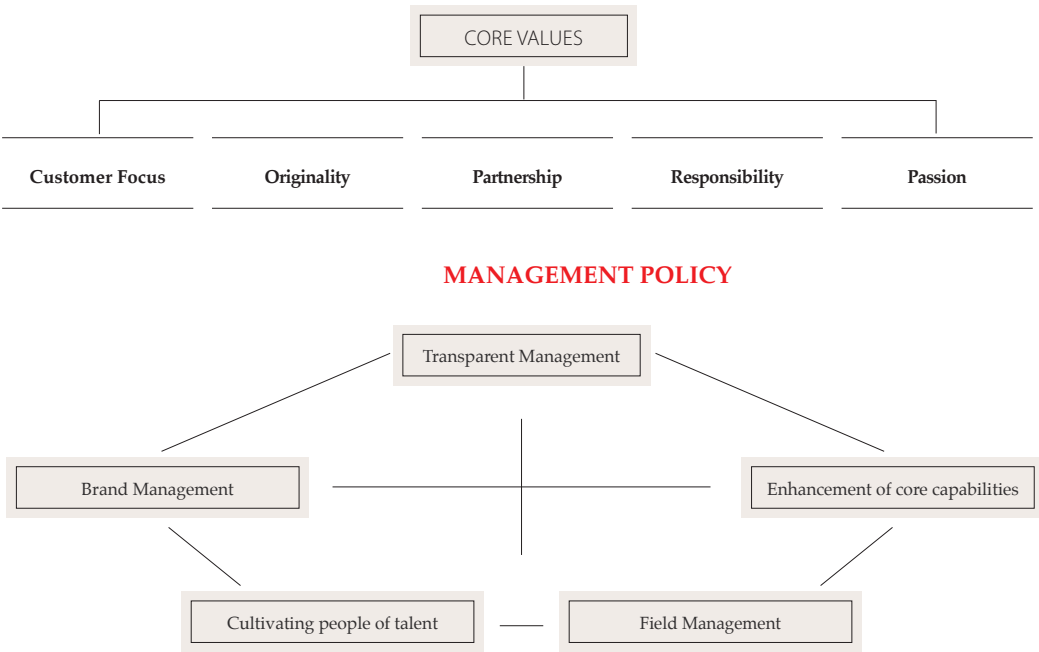 CORE VALUES
Customer Focus
Originality
Partnership
Responsibility
Passion
MANAGEMENT POLICY
Transparent Management
Brand Management
Enhancement of core capabilities
Cultivating people of talent
Field Management